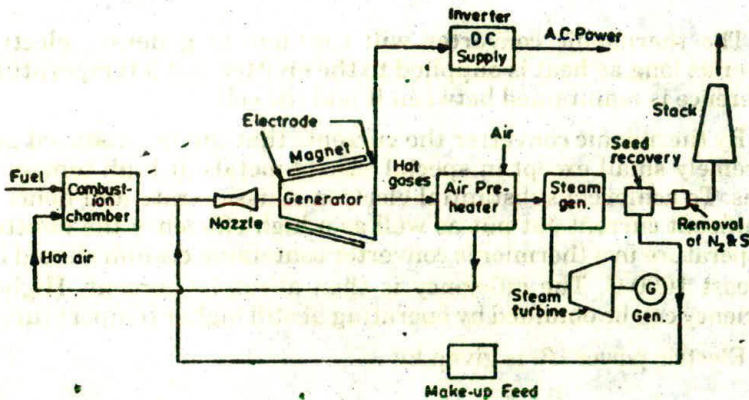 Inverter
DC
Supply
A.C. Power
Stack
Electrode
Magnet
Air
Seed
recovery
Fuel
Combust-
tion
chamber
Nozzle
Generator
Hot
gases
Air Pre-
heater
Steam
gen.
Removal
of N₂ & S
Hot air
Steam
turbine
G
Gen.
Make-up Feed